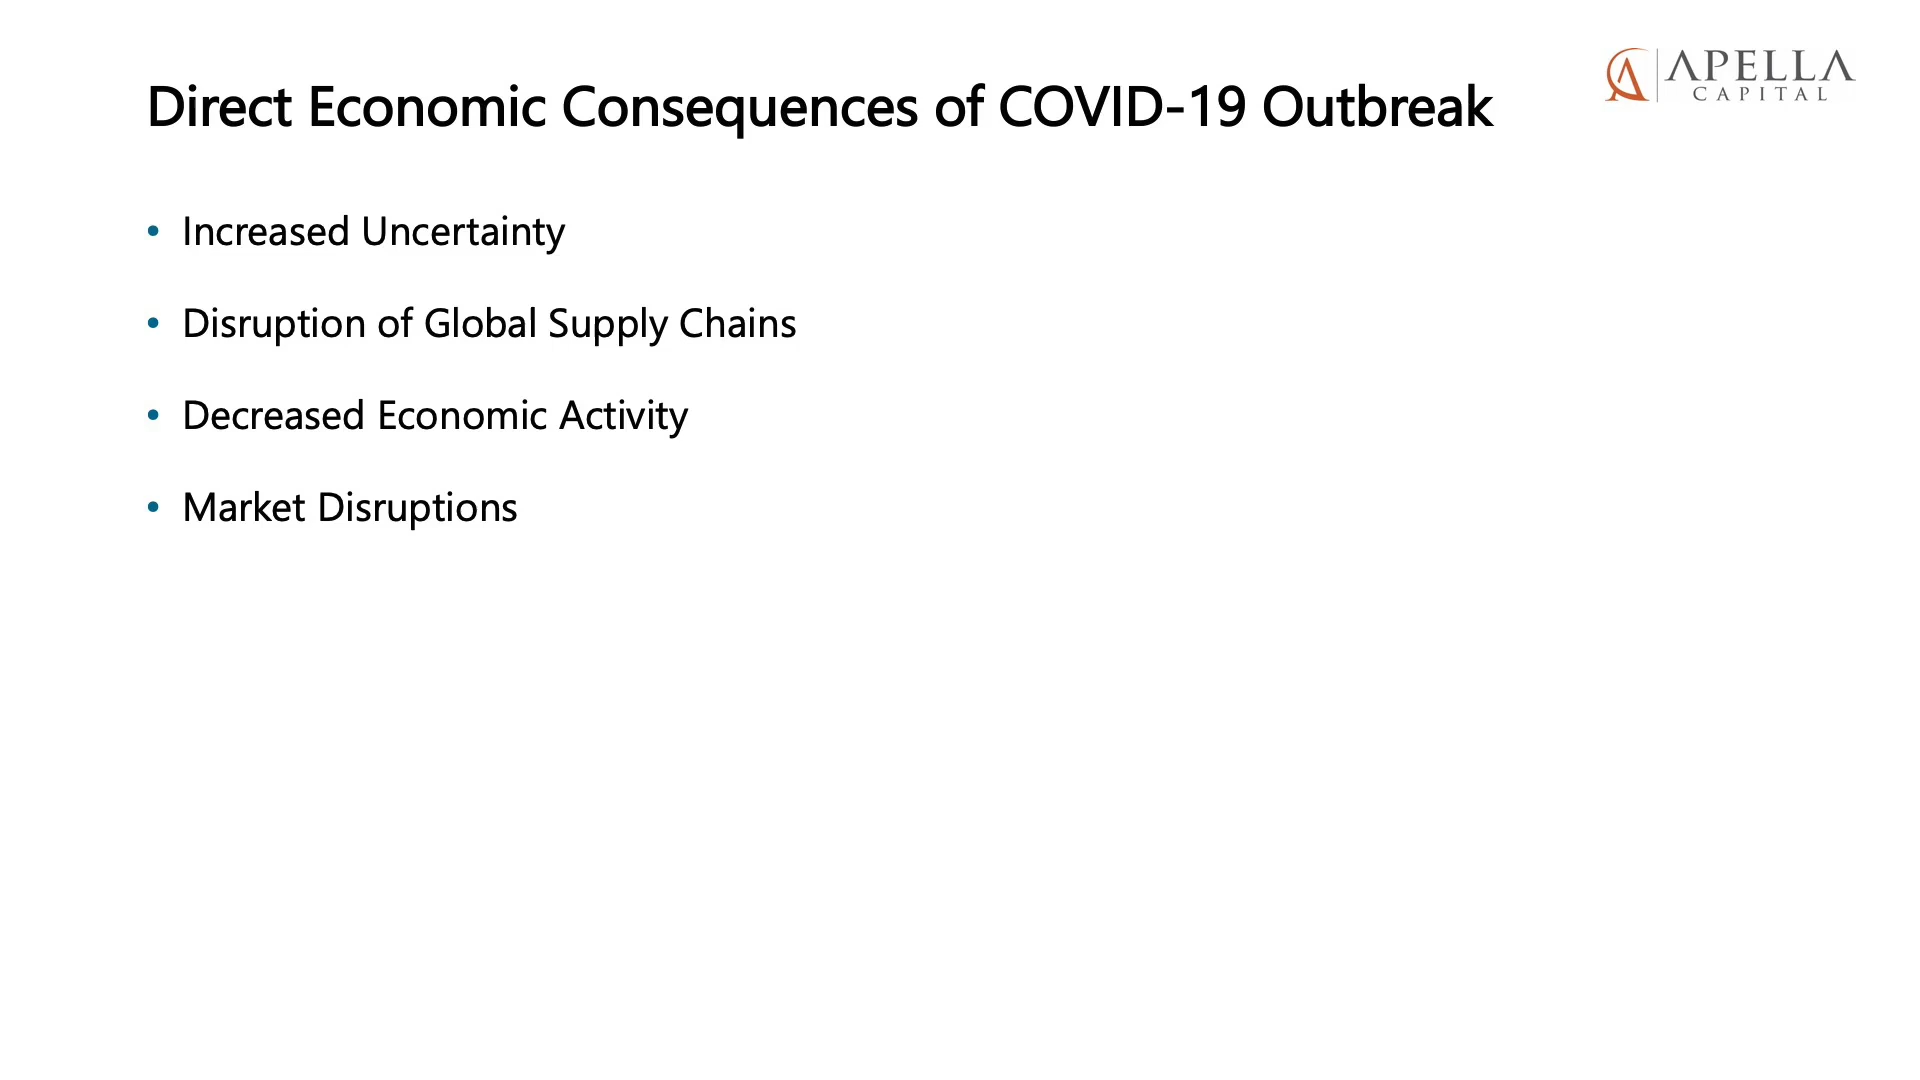 APELLA
CAPITAL
Direct Economic Consequences of COVID-19 Outbreak
• Increased Uncertainty
• Disruption of Global Supply Chains
• Decreased Economic Activity
• Market Disruptions